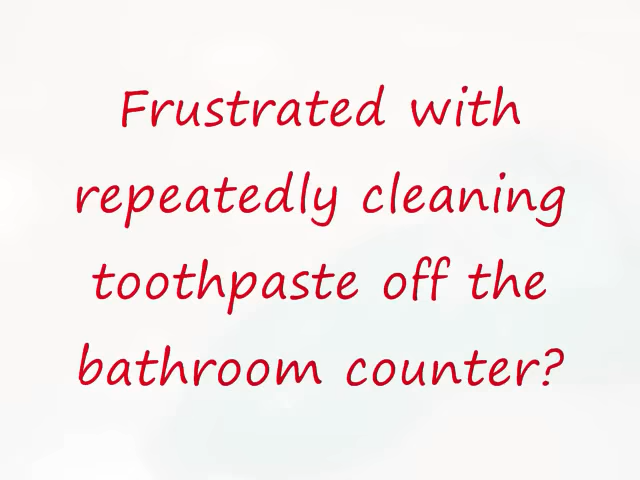 Frustrated with
repeatedly cleaning
toothpaste off the
bathroom counter?